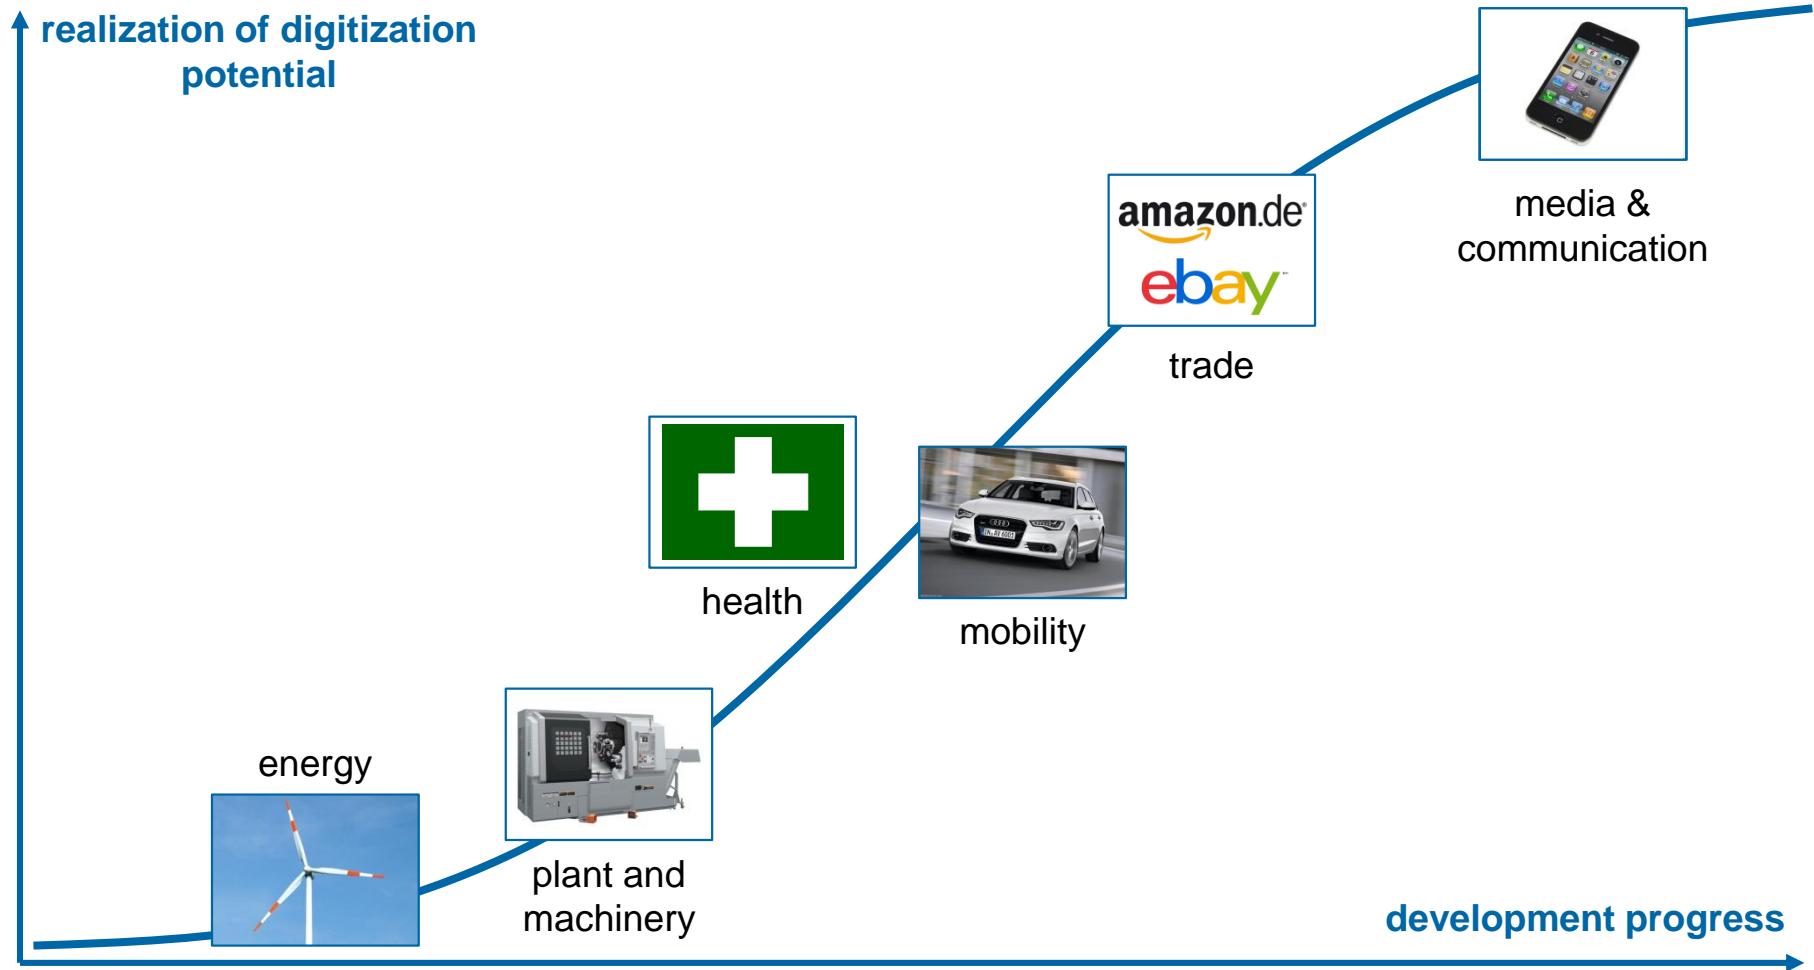 realization of digitization
potential
media &
communication
amazon.de
ebay
trade
health
mobility
energy
plant and
machinery
development progress